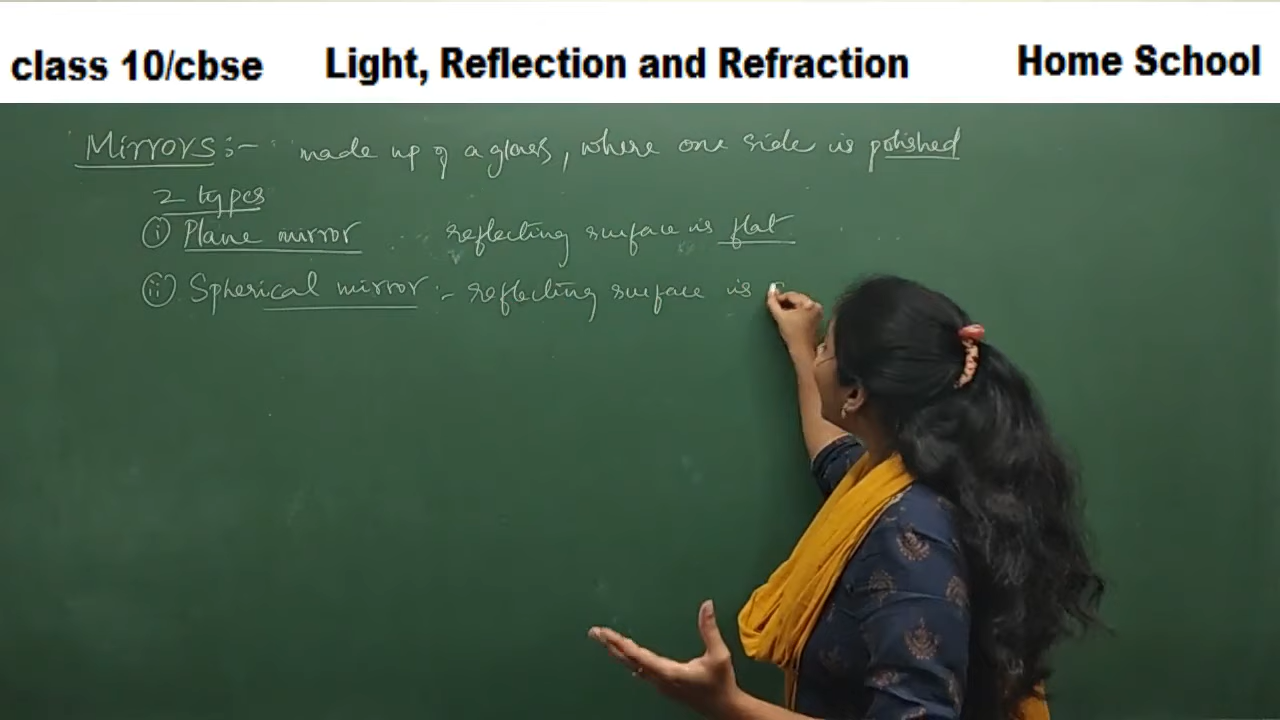 class 10/cbse Light, Reflection and Refraction Home School
Mirrors :- made up of a glass, where one side is polished
2 types
(i) Plane mirror reflecting surface is flat
(ii) Spherical mirror :- reflecting surface is